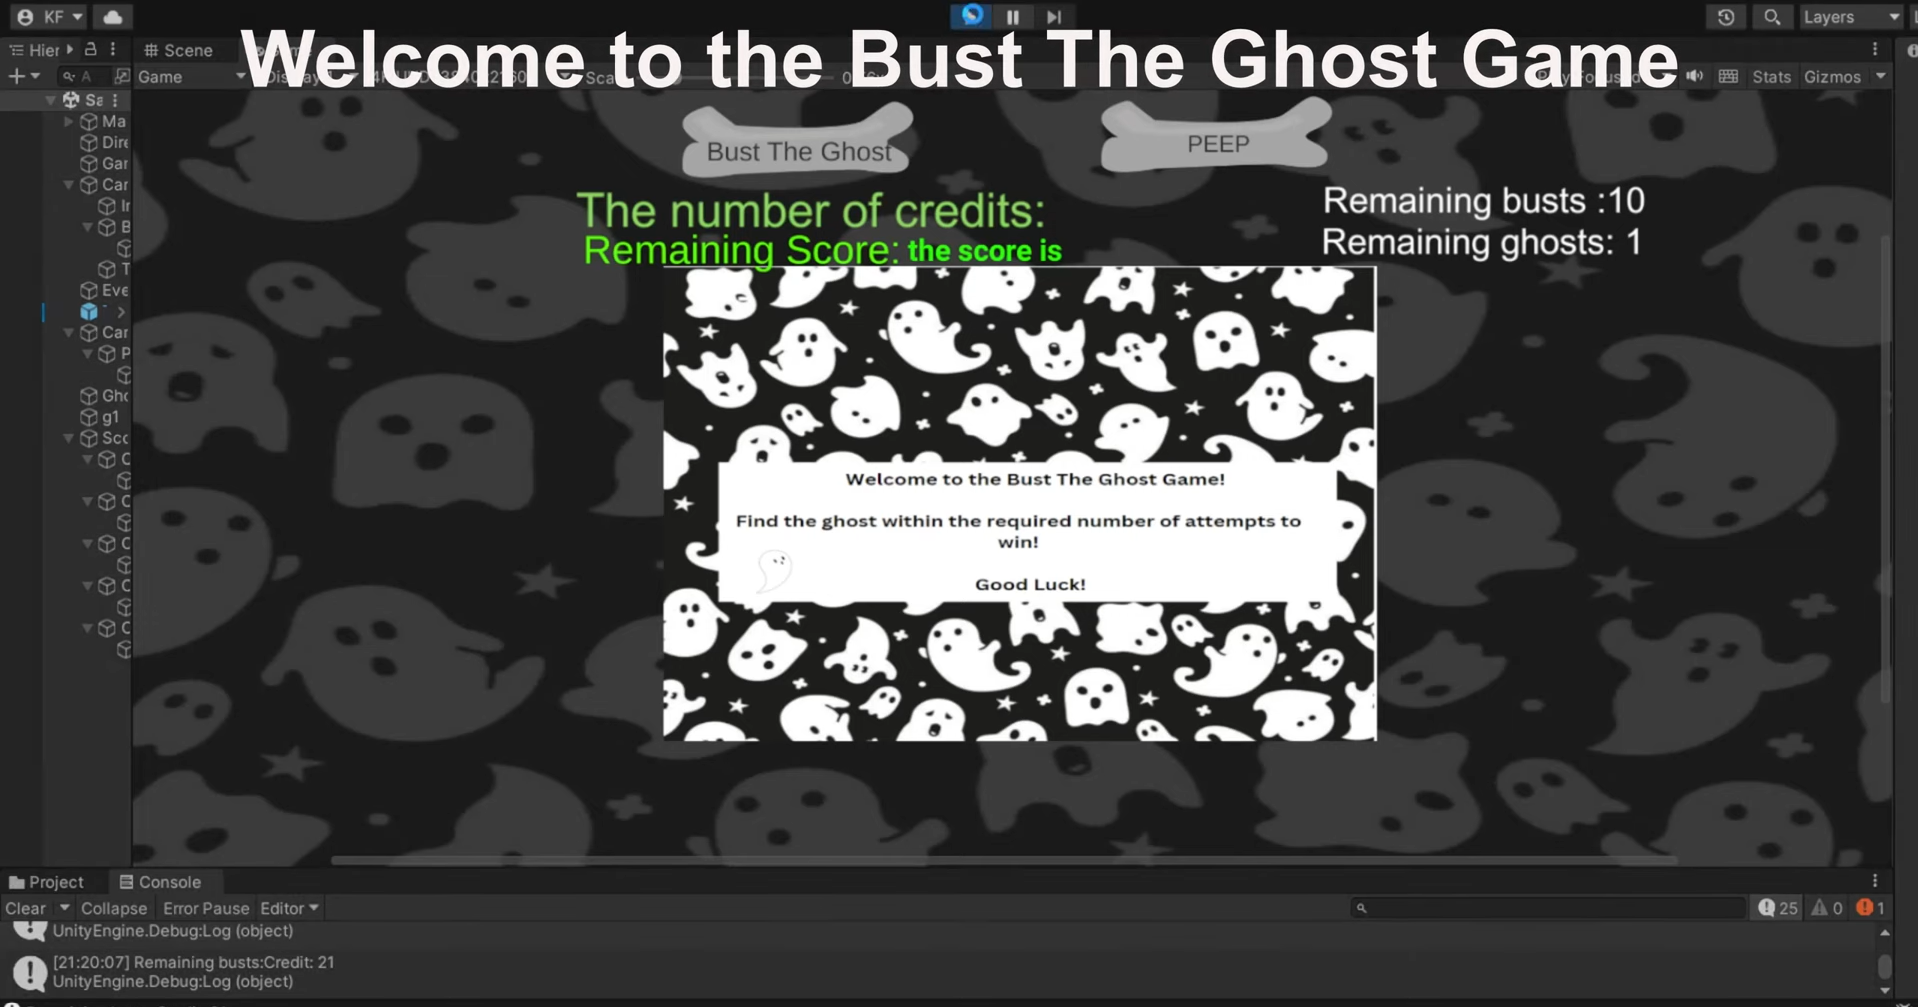 KF
Layers
Hier
Scene
Welcome to the Bust The Ghost Game
Game
Stats
Gizmos
Sa
Ma
Dire
Gar
Car
Ir
B
T
Eve
Car
P
Gho
g1
Sco
C
C
C
C
C
Bust The Ghost
PEEP
The number of credits:
Remaining Score: the score is
Remaining busts :10
Remaining ghosts: 1
Welcome to the Bust The Ghost Game!
Find the ghost within the required number of attempts to
win!
Good Luck!
Project
Console
Clear
Collapse
Error Pause
Editor
25
0
1
UnityEngine.Debug:Log (object)
[21:20:07] Remaining busts:Credit: 21
UnityEngine.Debug:Log (object)